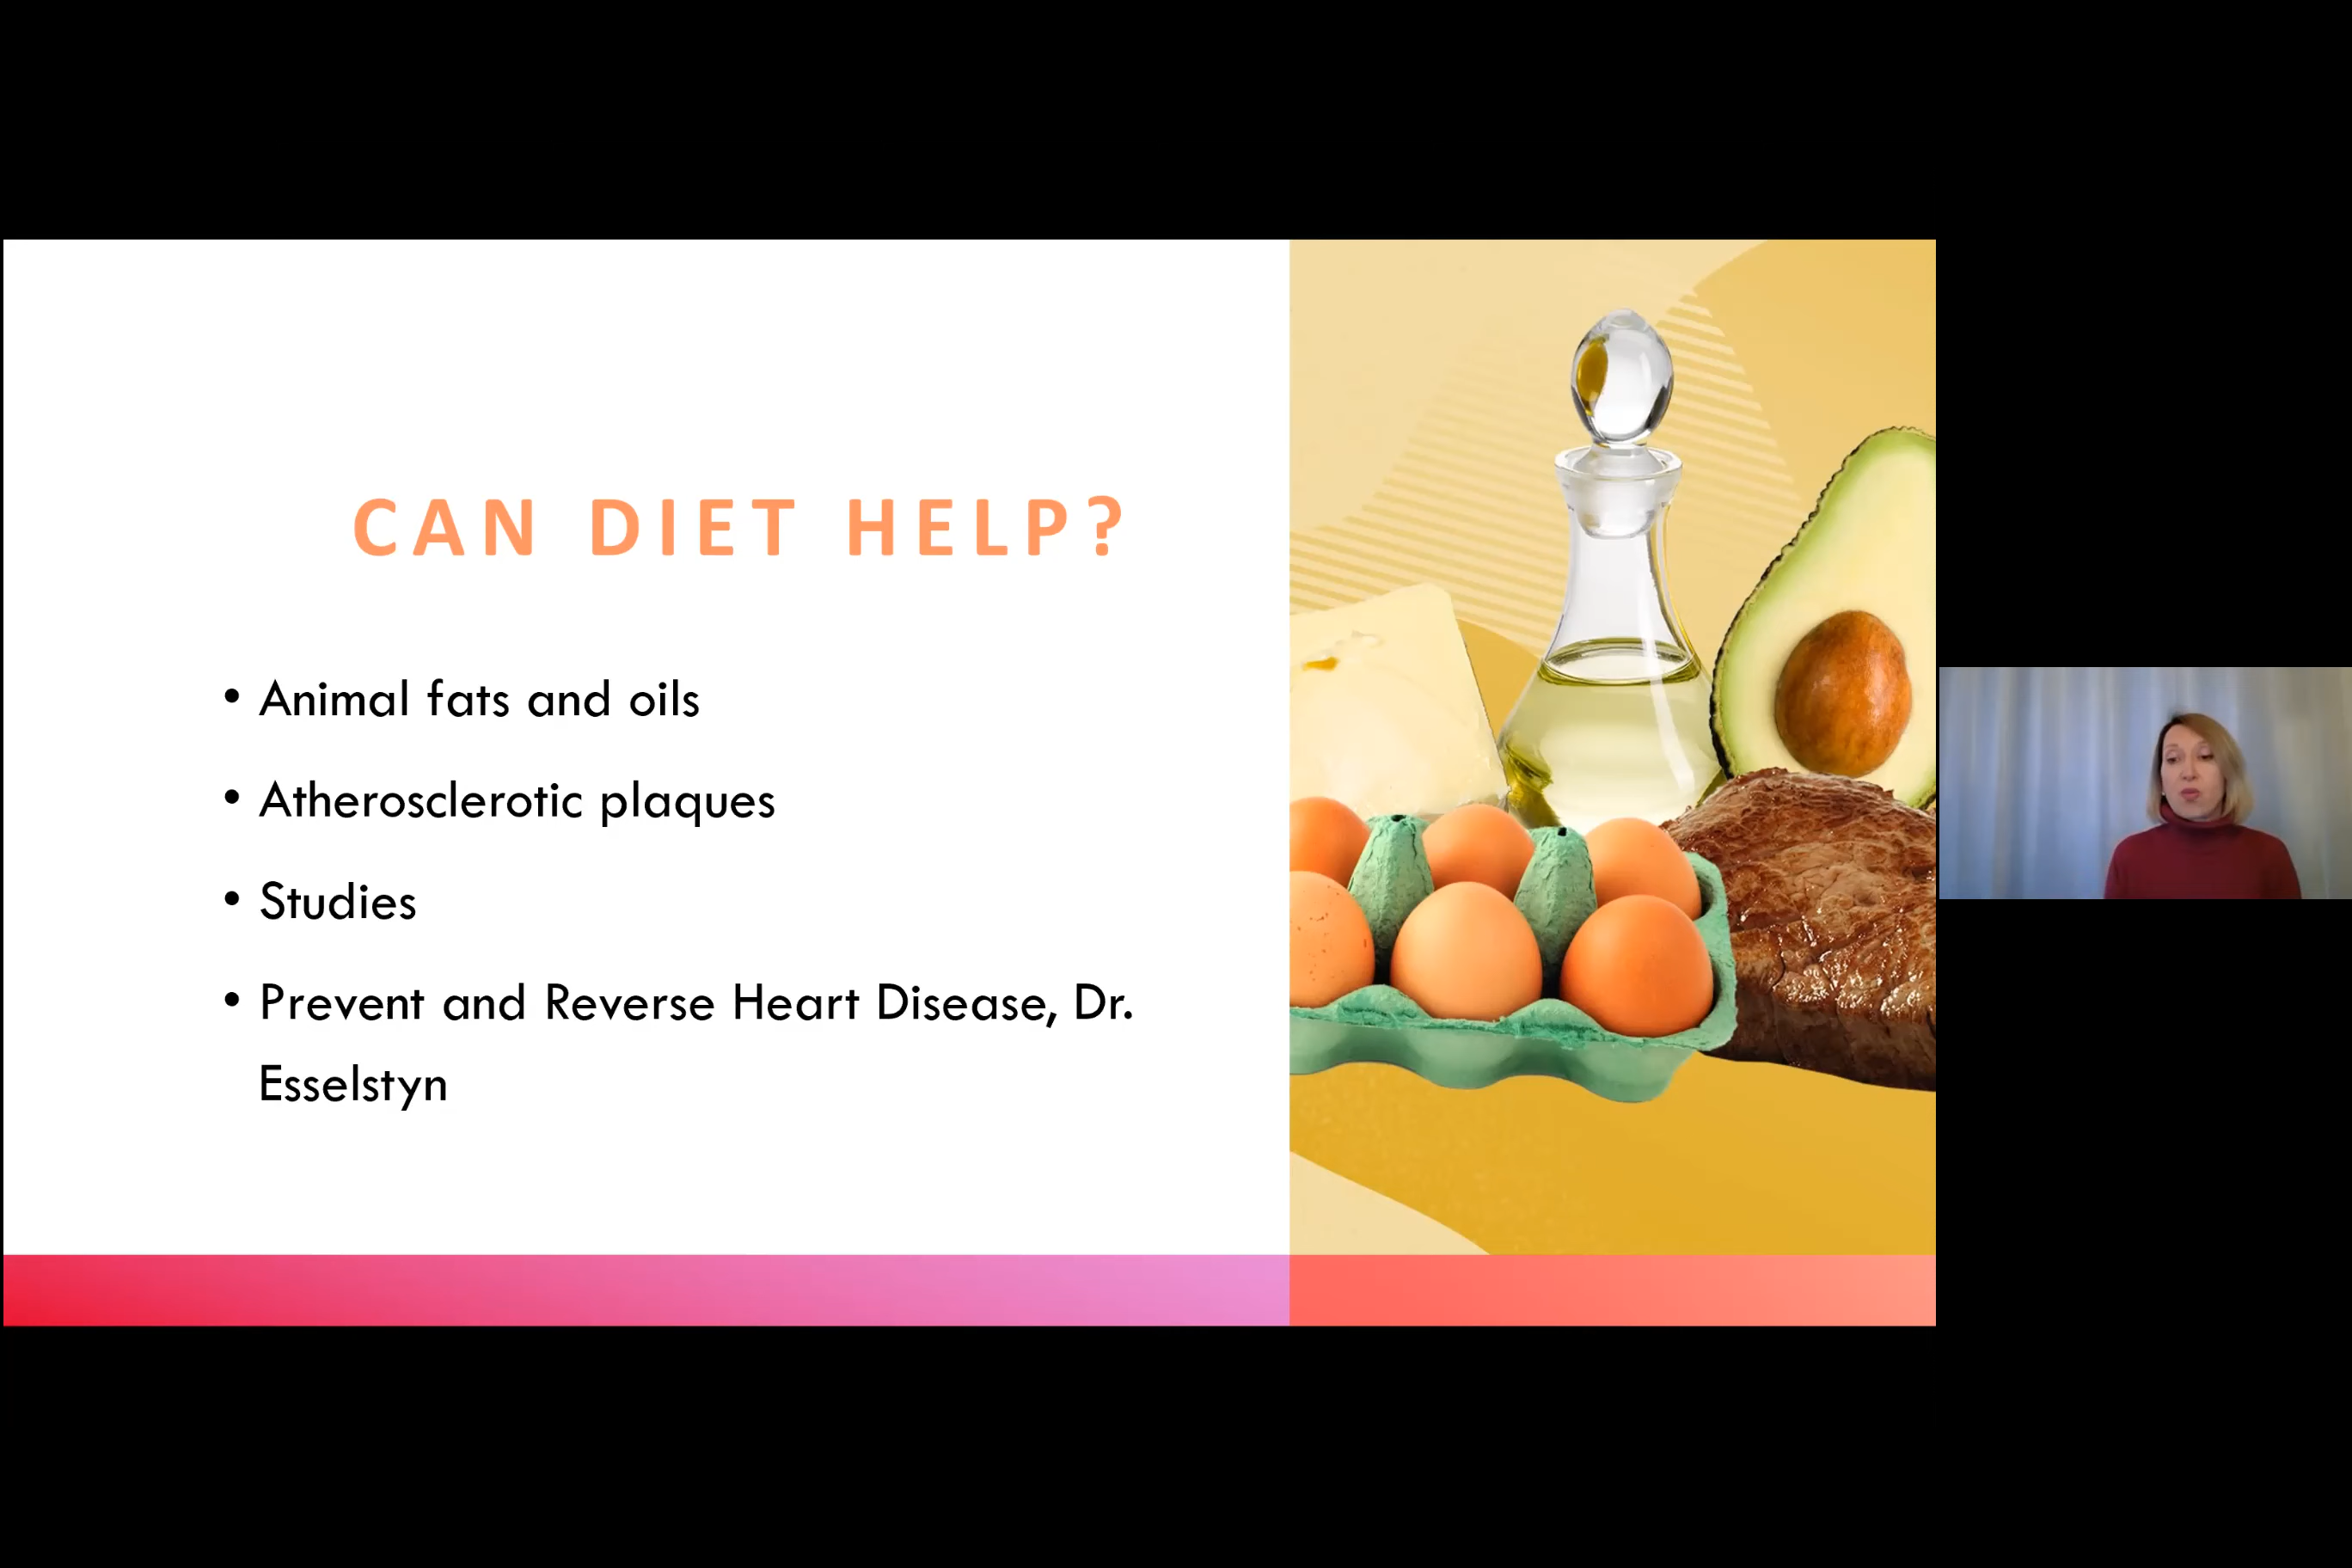 CAN DIET HELP?
• Animal fats and oils
• Atherosclerotic plaques
• Studies
• Prevent and Reverse Heart Disease, Dr.
Esselstyn